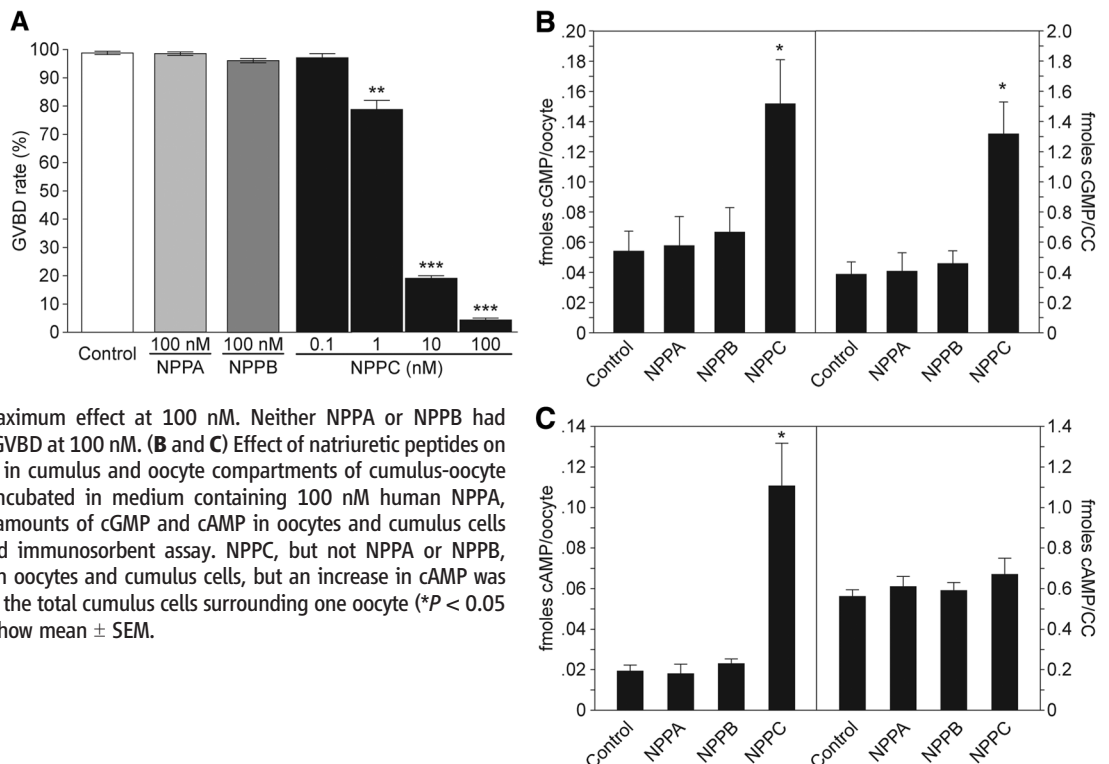 A
100
90
80
70
60
50
40
30
20
10
0
GVBD rate (%)
**
***
***
Control
100 nM
NPPA
100 nM
NPPB
0.1 1 10 100
NPPC (nM)
B
.20
.18
.16
.14
.12
.10
.08
.06
.04
.02
0
fmoles cGMP/oocyte
*
*
2.0
1.8
1.6
1.4
1.2
1.0
0.8
0.6
0.4
0.2
0
fmoles cGMP/CC
Control NPPA NPPB NPPC Control NPPA NPPB NPPC
aximum effect at 100 nM. Neither NPPA or NPPB had
GVBD at 100 nM. (B and C) Effect of natriuretic peptides on
in cumulus and oocyte compartments of cumulus-oocyte
ncubated in medium containing 100 nM human NPPA,
amounts of cGMP and cAMP in oocytes and cumulus cells
d immunosorbent assay. NPPC, but not NPPA or NPPB,
n oocytes and cumulus cells, but an increase in cAMP was
the total cumulus cells surrounding one oocyte (*P < 0.05
how mean ± SEM.
C
.14
.12
.10
.08
.06
.04
.02
0
fmoles cAMP/oocyte
*
1.4
1.2
1.0
0.8
0.6
0.4
0.2
0
fmoles cAMP/CC
Control NPPA NPPB NPPC Control NPPA NPPB NPPC